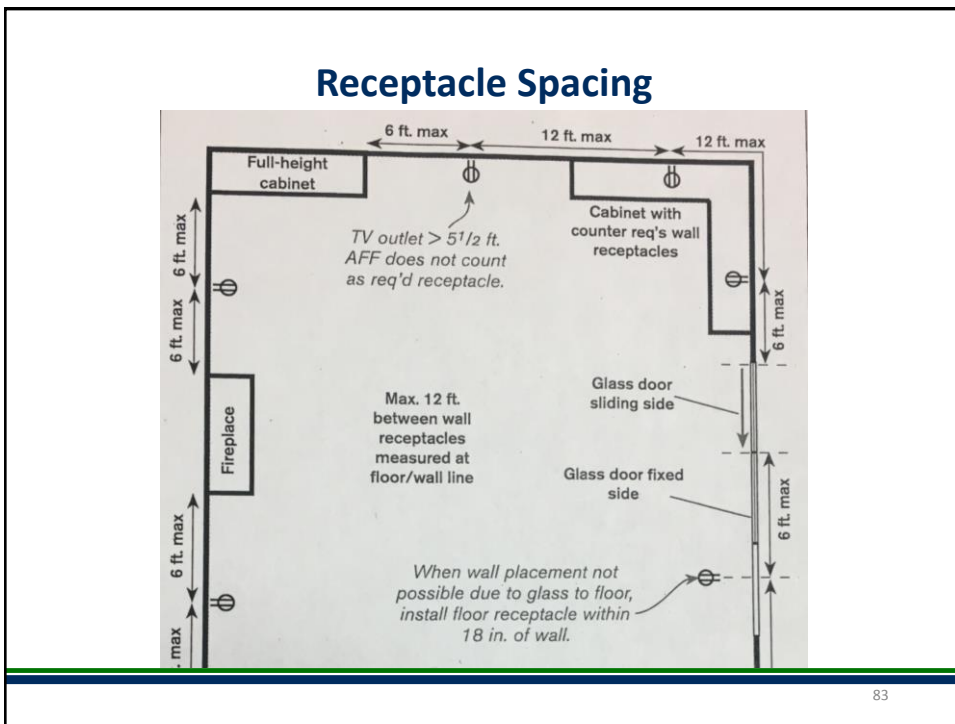 Receptacle Spacing
6 ft. max
12 ft. max
12 ft. max
Full-height
cabinet
TV outlet > 5 1/2 ft.
AFF does not count
as req'd receptacle.
Cabinet with
counter req's wall
receptacles
6 ft. max
6 ft. max
6 ft. max
Fireplace
Max. 12 ft.
between wall
receptacles
measured at
floor/wall line
Glass door
sliding side
Glass door fixed
side
6 ft. max
6 ft. max
When wall placement not
possible due to glass to floor,
install floor receptacle within
18 in. of wall.
. max
83